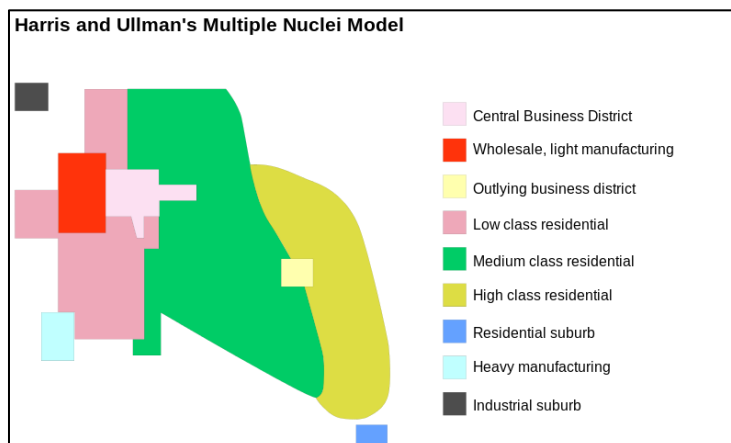 Harris and Ullman's Multiple Nuclei Model
Central Business District
Wholesale, light manufacturing
Outlying business district
Low class residential
Medium class residential
High class residential
Residential suburb
Heavy manufacturing
Industrial suburb